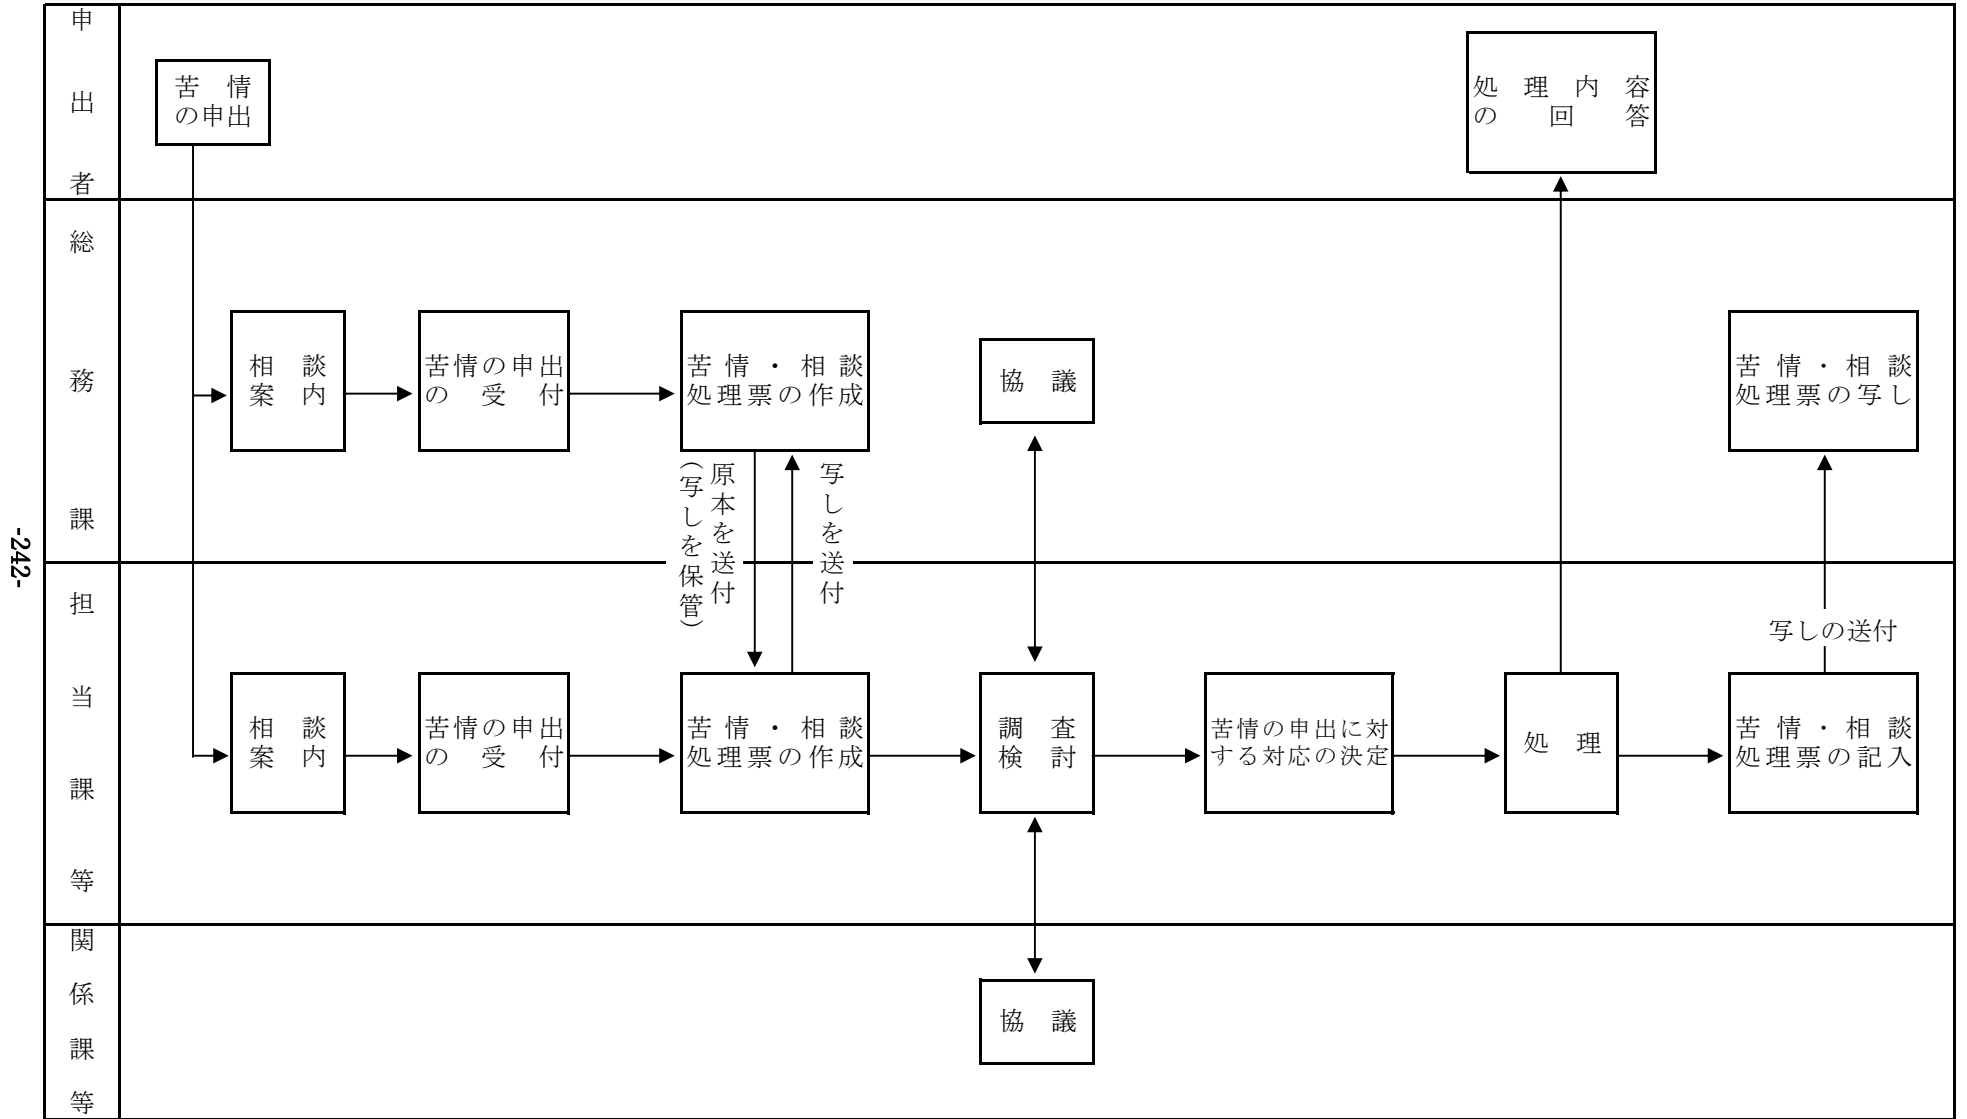 申出者
苦情
の申出
処理内容
の回答
総務課
相談
案内
苦情の申出
の受付
苦情・相談
処理票の作成
協議
苦情・相談
処理票の写し
原本を送付
(写しを保管)
写しを送付
担当課等
写しの送付
相談
案内
苦情の申出
の受付
苦情・相談
処理票の作成
調査
検討
苦情の申出に対
する対応の決定
処理
苦情・相談
処理票の記入
関係課等
協議
-242-